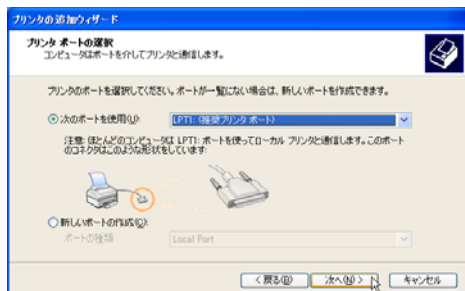 プリンタの追加ウィザード
プリンタ ポートの選択
コンピュータはポートを介してプリンタと通信します。
プリンタのポートを選択してください。ポートが一覧にない場合は、新しいポートを作成できます。
次のポートを使用(U):
LPT1: (推奨プリンタ ポート)
注意: ほとんどのコンピュータは LPT1: ポートを使ってローカル プリンタと通信します。このポート
のコネクタはこのような形状をしています:
新しいポートの作成(C):
ポートの種類
Local Port
< 戻る(B)
次へ(N) >
キャンセル